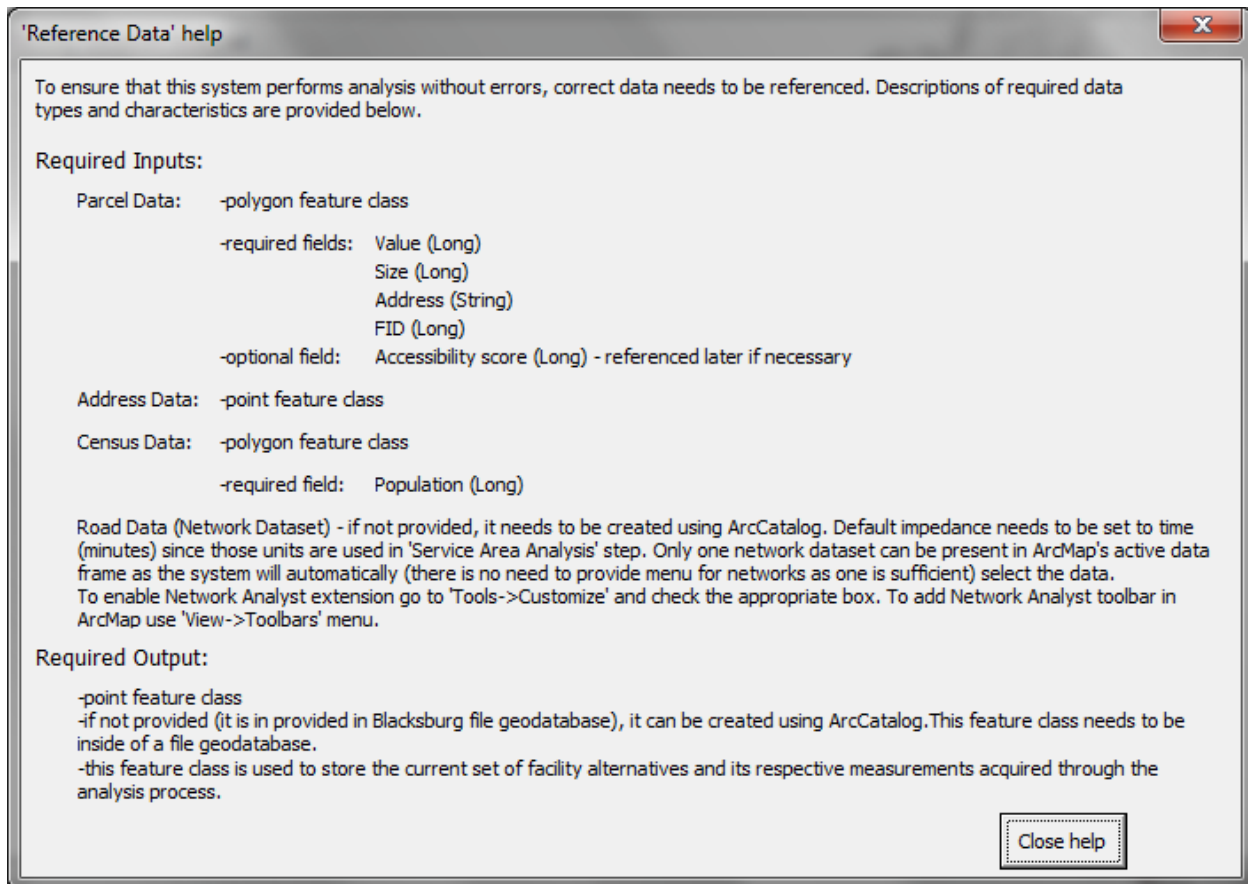 'Reference Data' help
To ensure that this system performs analysis without errors, correct data needs to be referenced. Descriptions of required data
types and characteristics are provided below.
Required Inputs:
Parcel Data: -polygon feature class
-required fields: Value (Long)
Size (Long)
Address (String)
FID (Long)
-optional field: Accessibility score (Long) - referenced later if necessary
Address Data: -point feature class
Census Data: -polygon feature class
-required field: Population (Long)
Road Data (Network Dataset) - if not provided, it needs to be created using ArcCatalog. Default impedance needs to be set to time
(minutes) since those units are used in 'Service Area Analysis' step. Only one network dataset can be present in ArcMap's active data
frame as the system will automatically (there is no need to provide menu for networks as one is sufficient) select the data.
To enable Network Analyst extension go to 'Tools->Customize' and check the appropriate box. To add Network Analyst toolbar in
ArcMap use 'View->Toolbars' menu.
Required Output:
-point feature class
-if not provided (it is in provided in Blacksburg file geodatabase), it can be created using ArcCatalog.This feature class needs to be
inside of a file geodatabase.
-this feature class is used to store the current set of facility alternatives and its respective measurements acquired through the
analysis process.
Close help